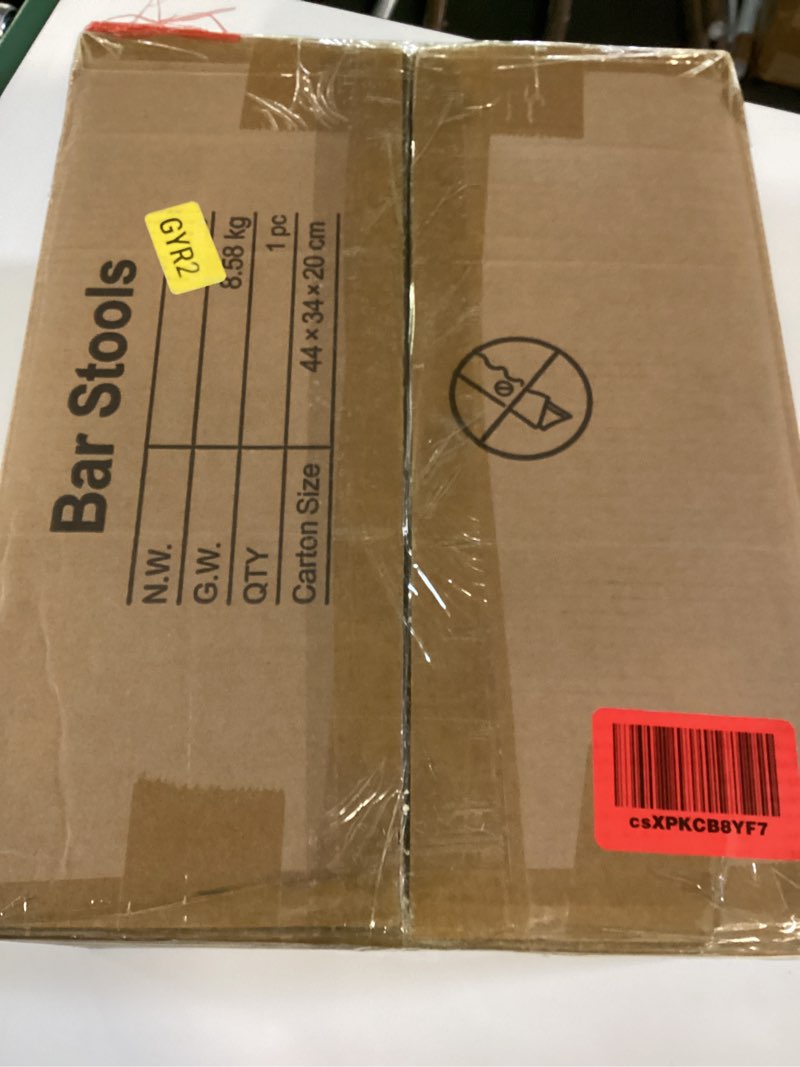 Bar Stools
GYR2
N.W.
G.W. 8.58 kg
QTY 1 pc
Carton Size 44 × 34 × 20 cm
csXPKCB8YF7